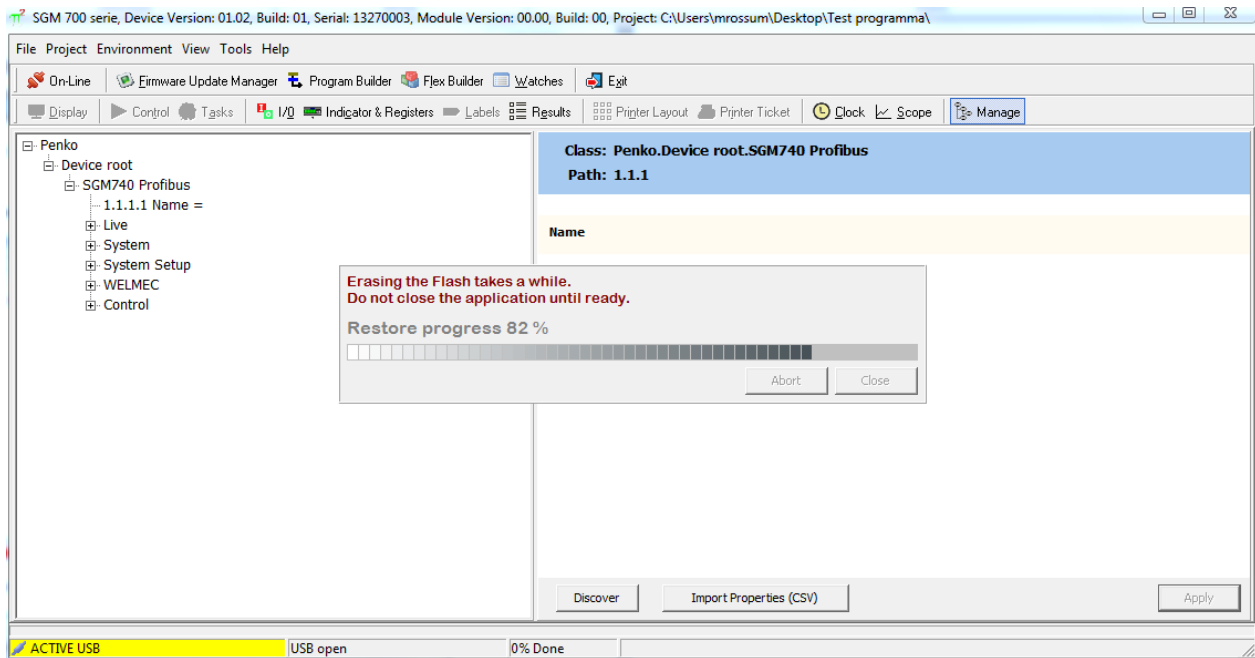 SGM 700 serie, Device Version: 01.02, Build: 01, Serial: 13270003, Module Version: 00.00, Build: 00, Project: C:\Users\mrossum\Desktop\Test programma\
File Project Environment View Tools Help
On-Line Firmware Update Manager Program Builder Flex Builder Watches Exit
Display Control Tasks I/O Indicator & Registers Labels Results Printer Layout Printer Ticket Clock Scope Manage
Penko
Device root
SGM740 Profibus
1.1.1.1 Name =
Live
System
System Setup
WELMEC
Control
Class: Penko.Device root.SGM740 Profibus
Path: 1.1.1
Name
Erasing the Flash takes a while.
Do not close the application until ready.
Restore progress 82 %
Abort Close
Discover Import Properties (CSV) Apply
ACTIVE USB USB open 0% Done